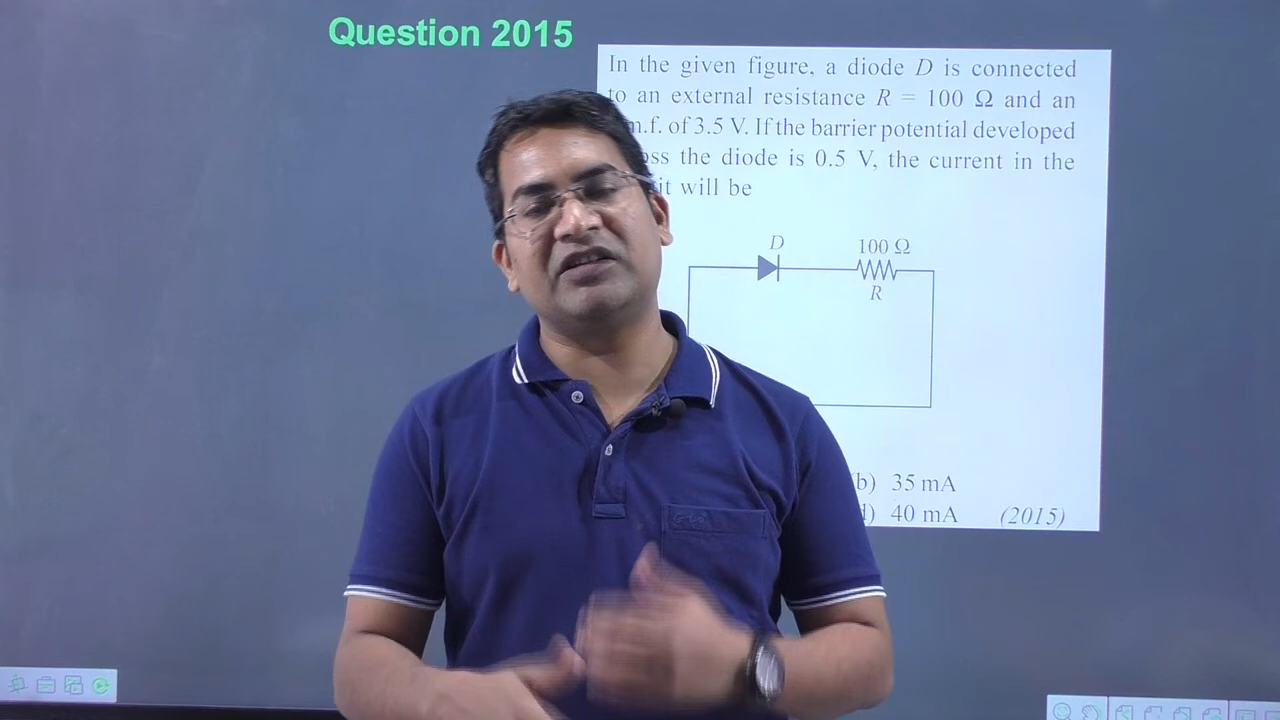 Question 2015
In the given figure, a diode D is connected
to an external resistance R = 100 Ω and an
m.f. of 3.5 V. If the barrier potential developed
the diode is 0.5 V, the current in the
will be
D
100 Ω
R
b) 35 mA
40 mA (2015)